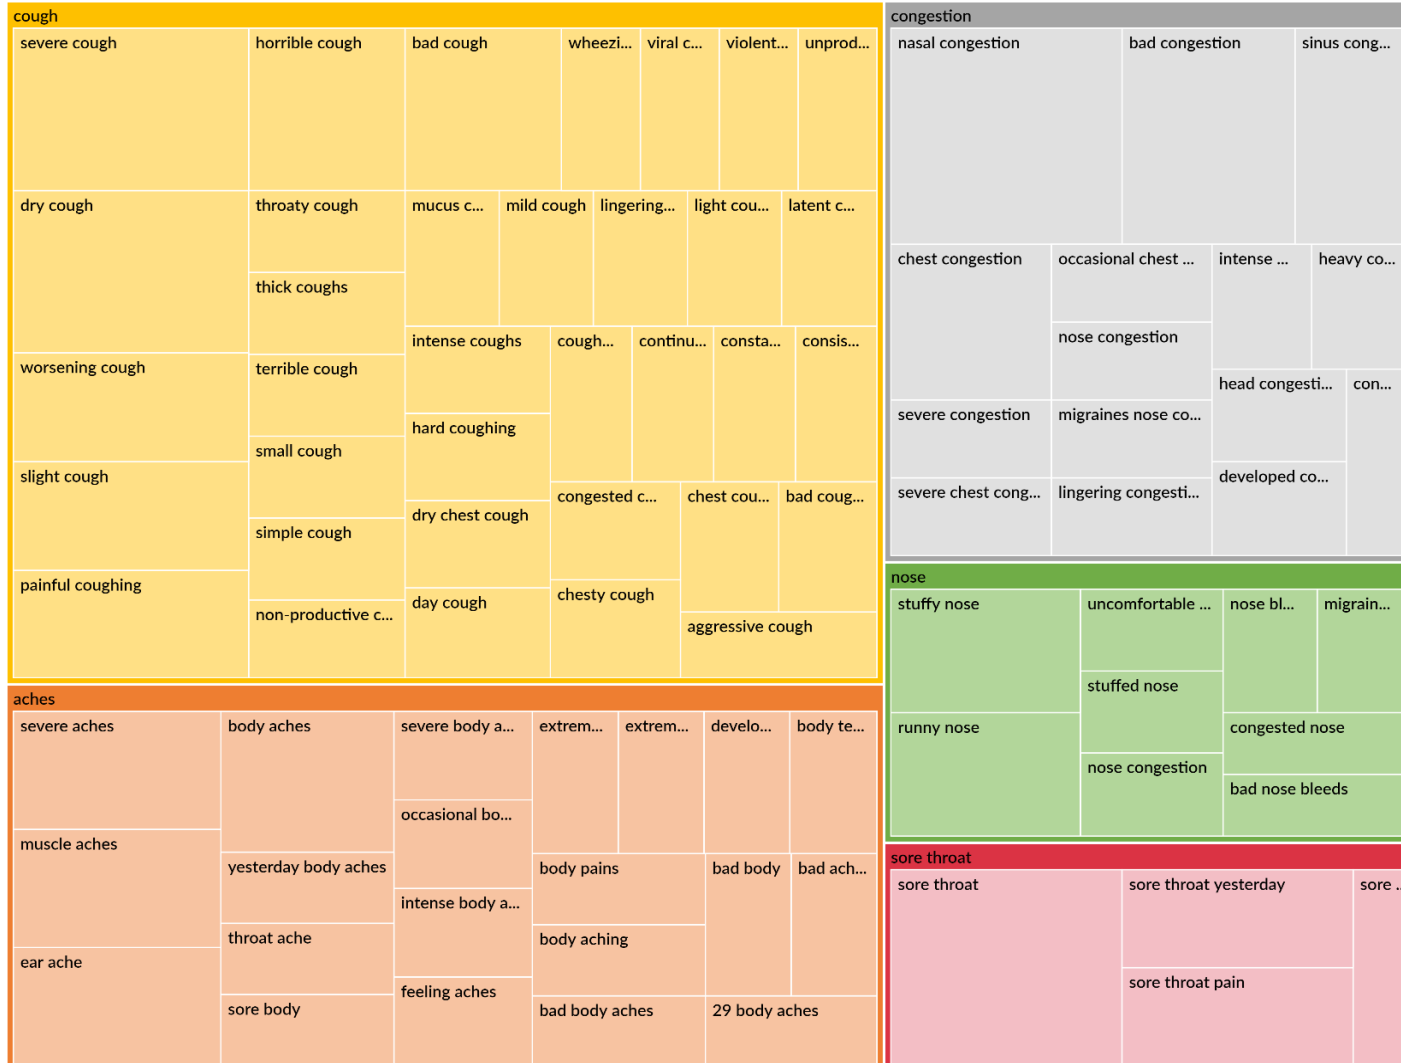 cough
severe cough
horrible cough
bad cough
wheezi...
viral c...
violent...
unprod...
dry cough
throaty cough
mucus c...
mild cough
lingering...
light cou...
latent c...
thick coughs
intense coughs
cough...
continu...
consta...
consis...
worsening cough
terrible cough
hard coughing
small cough
slight cough
congested c...
chest cou...
bad coug...
dry chest cough
simple cough
painful coughing
chesty cough
day cough
non-productive c...
aggressive cough
aches
severe aches
body aches
severe body a...
extrem...
extrem...
develo...
body te...
occasional bo...
muscle aches
yesterday body aches
body pains
bad body
bad ach...
intense body a...
throat ache
body aching
ear ache
feeling aches
sore body
bad body aches
29 body aches
congestion
nasal congestion
bad congestion
sinus cong...
chest congestion
occasional chest ...
intense ...
heavy co...
nose congestion
head congesti...
con...
severe congestion
migraines nose co...
developed co...
severe chest cong...
lingering congesti...
nose
stuffy nose
uncomfortable ...
nose bl...
migrain...
stuffed nose
runny nose
congested nose
nose congestion
bad nose bleeds
sore throat
sore throat
sore throat yesterday
sore ..
sore throat pain